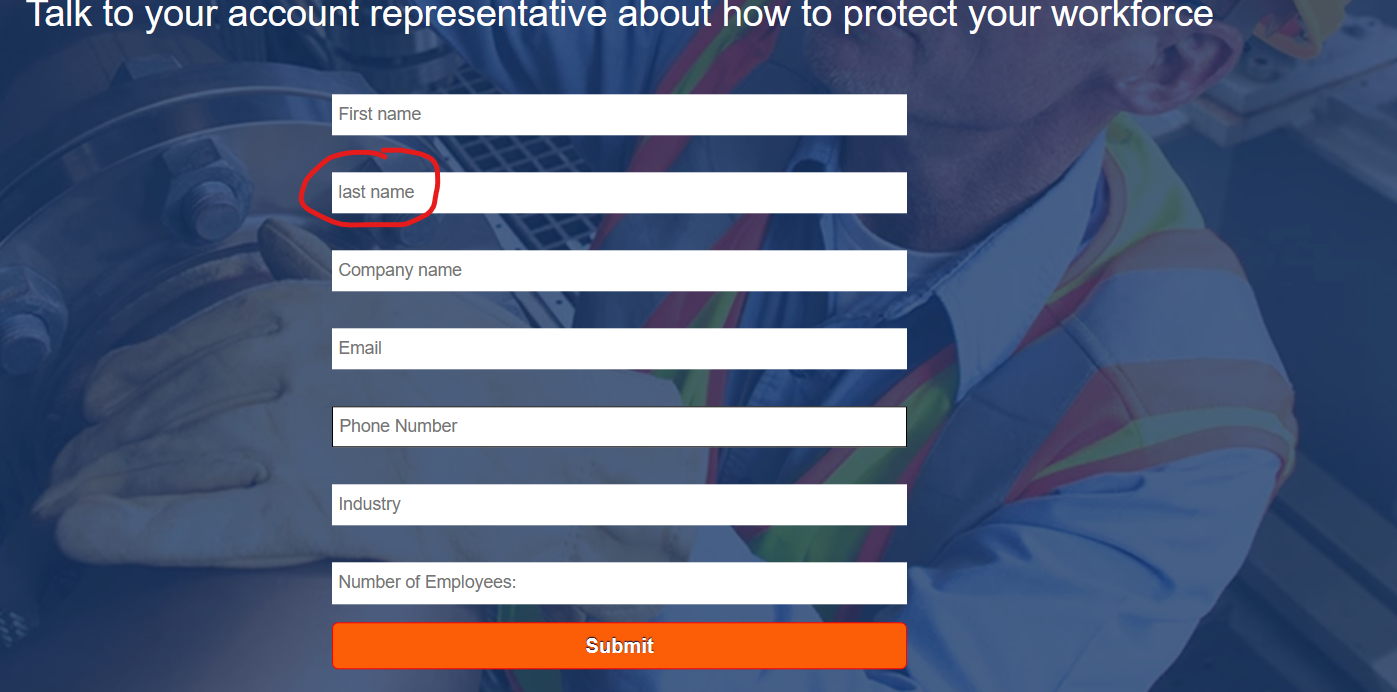 Talk to your account representative about how to protect your workforce
First name
last name
Company name
Email
Phone Number
Industry
Number of Employees:
Submit